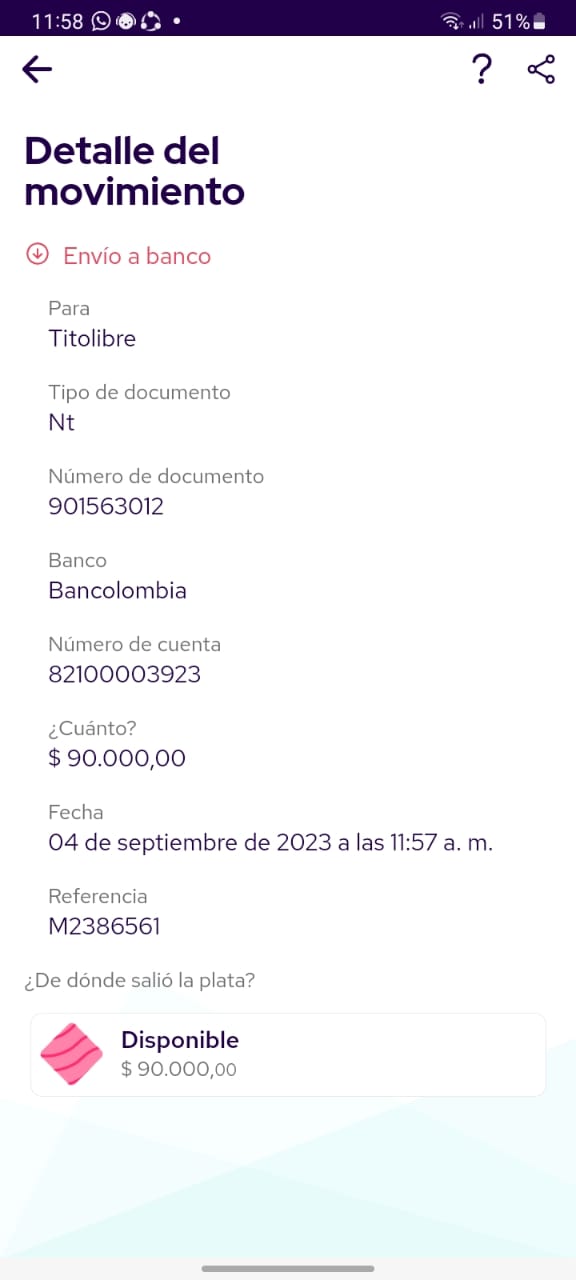 11:58
51%
?
Detalle del
movimiento
Envío a banco
Para
Titolibre
Tipo de documento
Nt
Número de documento
901563012
Banco
Bancolombia
Número de cuenta
82100003923
¿Cuánto?
$ 90.000,00
Fecha
04 de septiembre de 2023 a las 11:57 a. m.
Referencia
M2386561
¿De dónde salió la plata?
Disponible
$ 90.000,00